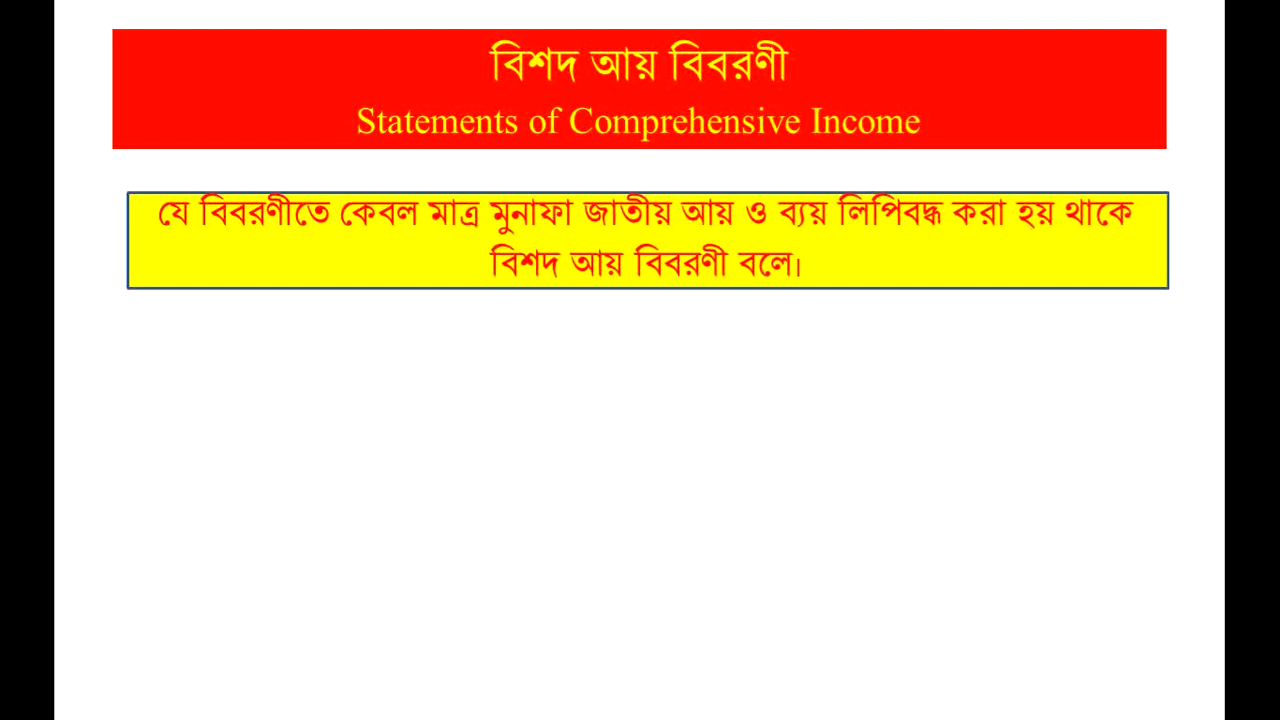 বিশদ আয় বিবরণী
Statements of Comprehensive Income
যে বিবরণীতে কেবল মাত্র মুনাফা জাতীয় আয় ও ব্যয় লিপিবদ্ধ করা হয় থাকে
বিশদ আয় বিবরণী বলে।